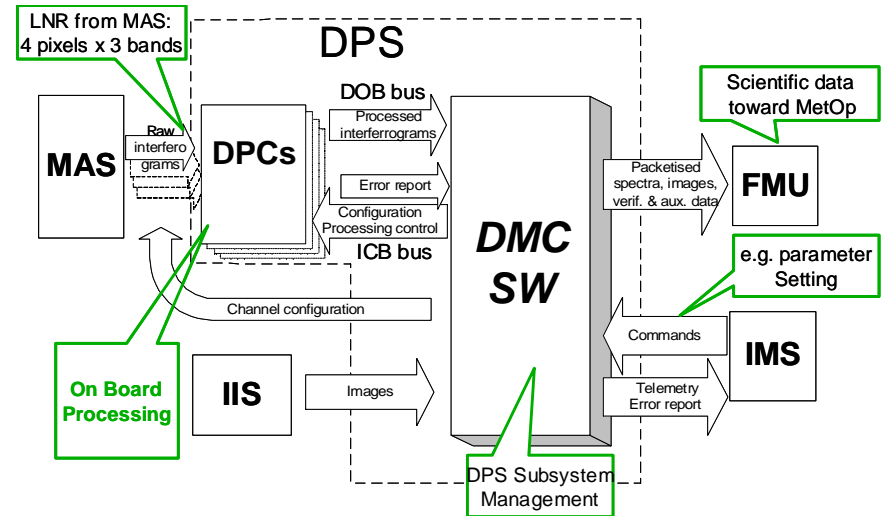 LNR from MAS:
4 pixels x 3 bands
DPS
Scientific data
toward MetOp
MAS
Raw
interfero
grams
DPCs
DOB bus
Processed
interferrograms
Error report
Configuration
Processing control
ICB bus
DMC
SW
Packetised
spectra, images,
verif. & aux. data
FMU
e.g. parameter
Setting
Channel configuration
Commands
IMS
On Board
Processing
IIS
Images
Telemetry
Error report
DPS Subsystem
Management